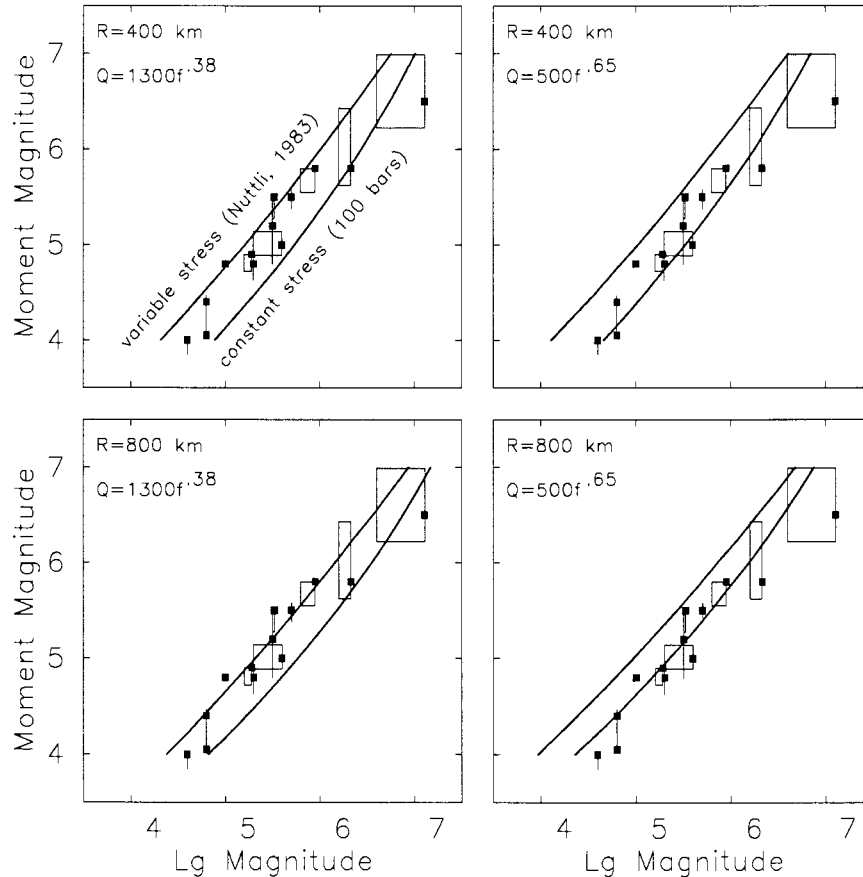 R=400 km
Q=1300f.38
variable stress (Nuttli, 1983)
constant stress (100 bars)
R=400 km
Q=500f.65
7
6
5
4
Moment Magnitude
R=800 km
Q=1300f.38
R=800 km
Q=500f.65
7
6
5
4
Moment Magnitude
4 5 6 7
Lg Magnitude
4 5 6 7
Lg Magnitude